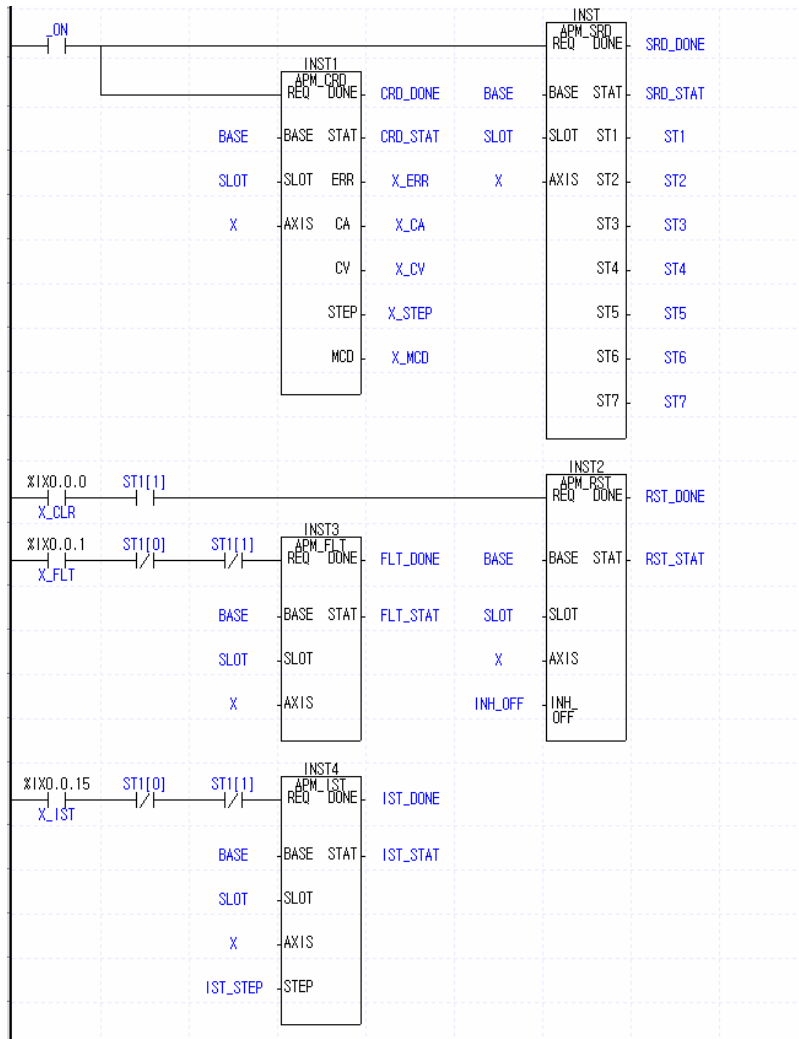 _ON
INST
APM_SRD
REQ DONE SRD_DONE
INST1
APM_CRD
REQ DONE CRD_DONE BASE BASE STAT SRD_STAT
BASE BASE STAT CRD_STAT SLOT SLOT ST1 ST1
SLOT SLOT ERR X_ERR X AXIS ST2 ST2
X AXIS CA X_CA ST3 ST3
CV X_CV ST4 ST4
STEP X_STEP ST5 ST5
MCD X_MCD ST6 ST6
ST7 ST7
INST2
%IX0.0.0 ST1[1] APM_RST
REQ DONE RST_DONE
X_CLR
INST3
%IX0.0.1 ST1[0] ST1[1] APM_FLT
REQ DONE FLT_DONE BASE BASE STAT RST_STAT
X_FLT
BASE BASE STAT FLT_STAT SLOT SLOT
SLOT SLOT X AXIS
X AXIS INH_OFF INH_
OFF
INST4
%IX0.0.15 ST1[0] ST1[1] APM_IST
REQ DONE IST_DONE
X_IST
BASE BASE STAT IST_STAT
SLOT SLOT
X AXIS
IST_STEP STEP